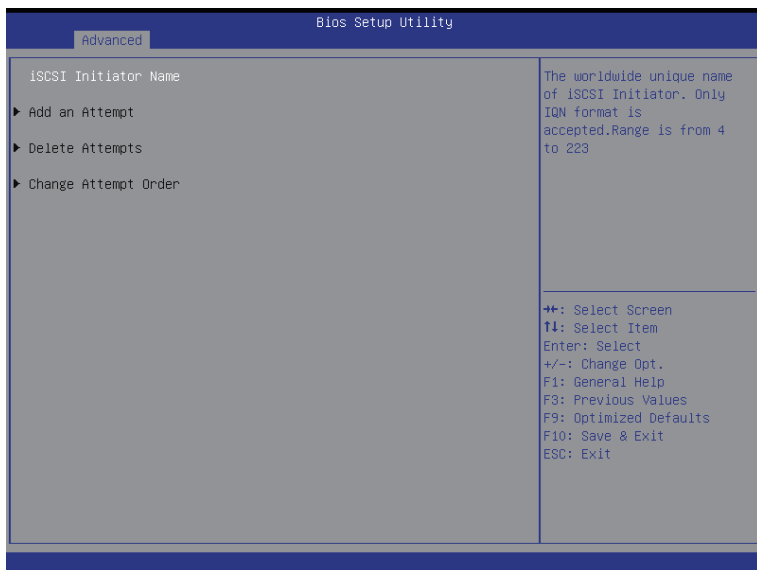 Bios Setup Utility
Advanced
iSCSI Initiator Name
Add an Attempt
Delete Attempts
Change Attempt Order
The worldwide unique name
of iSCSI Initiator. Only
IQN format is
accepted.Range is from 4
to 223
→←: Select Screen
↑↓: Select Item
Enter: Select
+/-: Change Opt.
F1: General Help
F3: Previous Values
F9: Optimized Defaults
F10: Save & Exit
ESC: Exit